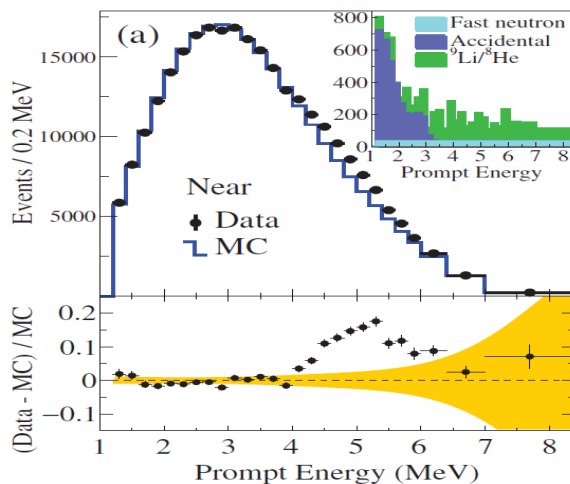 (a)
Events / 0.2 MeV
15000
10000
5000
Near
Data
MC
800
600
400
200
0
Fast neutron
Accidental
⁹Li/⁸He
1 2 3 4 5 6 7 8
Prompt Energy
(Data - MC) / MC
0.2
0.1
0
−0.1
1 2 3 4 5 6 7 8
Prompt Energy (MeV)